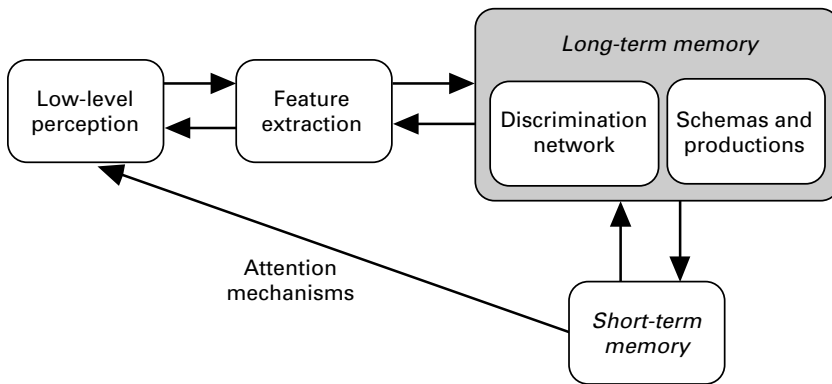 Long-term memory
Low-level
perception
Feature
extraction
Discrimination
network
Schemas and
productions
Attention
mechanisms
Short-term
memory